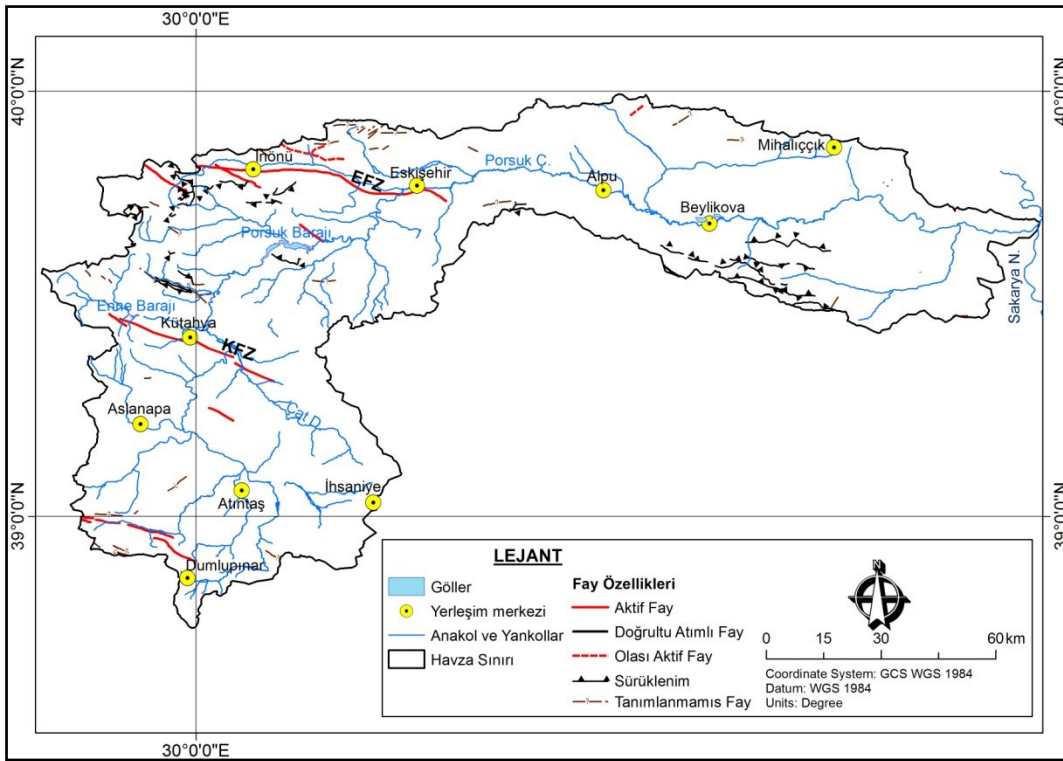 30°0'0"E
40°0'0"N
40°0'0"N
Mihalıççık
İnönü
Porsuk Ç.
EFZ
Eskişehir
Alpu
Beylikova
Porsuk Barajı
Sakarya N.
Enne Barajı
Kütahya
KFZ
Aslanapa
Çat D.
İhsaniye
Atıntaş
39°0'0"N
39°0'0"N
Dumlupınar
LEJANT
Göller
Yerleşim merkezi
Anakol ve Yankollar
Havza Sınırı
Fay Özellikleri
Aktif Fay
Doğrultu Atımlı Fay
Olası Aktif Fay
Sürüklenim
Tanımlanmamıs Fay
N
0 15 30 60 km
Coordinate System: GCS WGS 1984
Datum: WGS 1984
Units: Degree
30°0'0"E